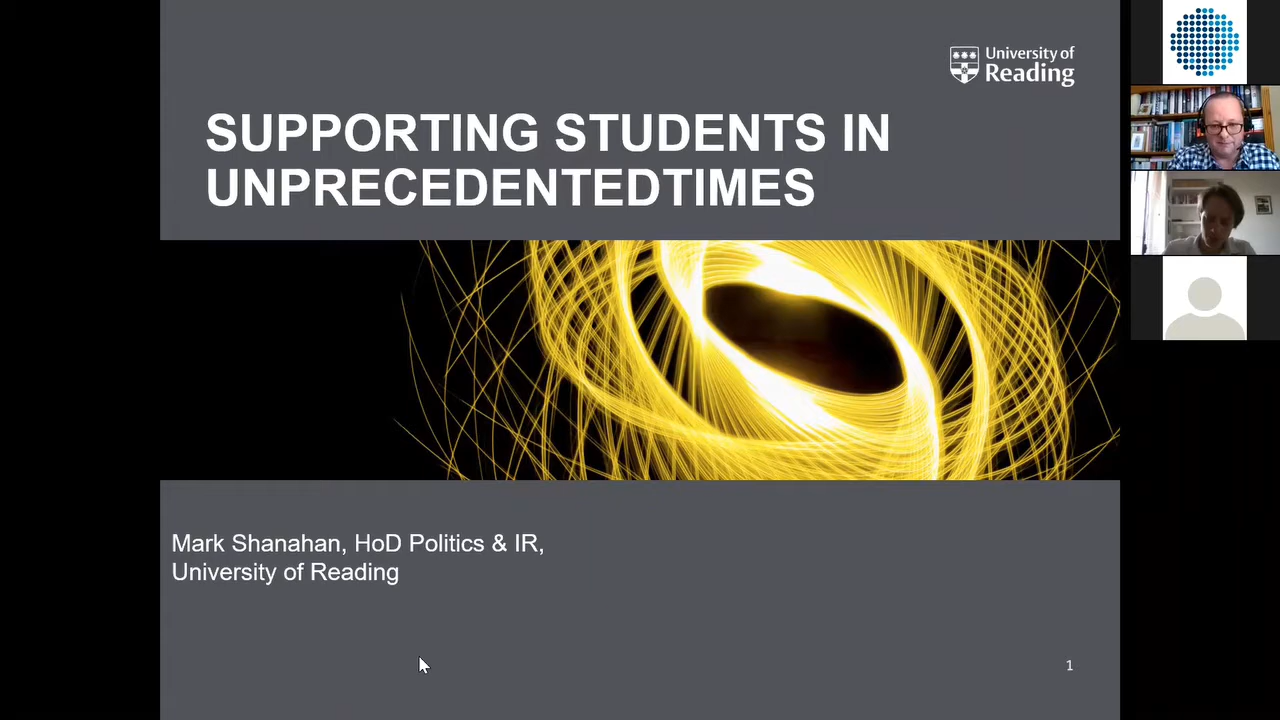 University of
Reading
SUPPORTING STUDENTS IN
UNPRECEDENTEDTIMES
Mark Shanahan, HoD Politics & IR,
University of Reading
1